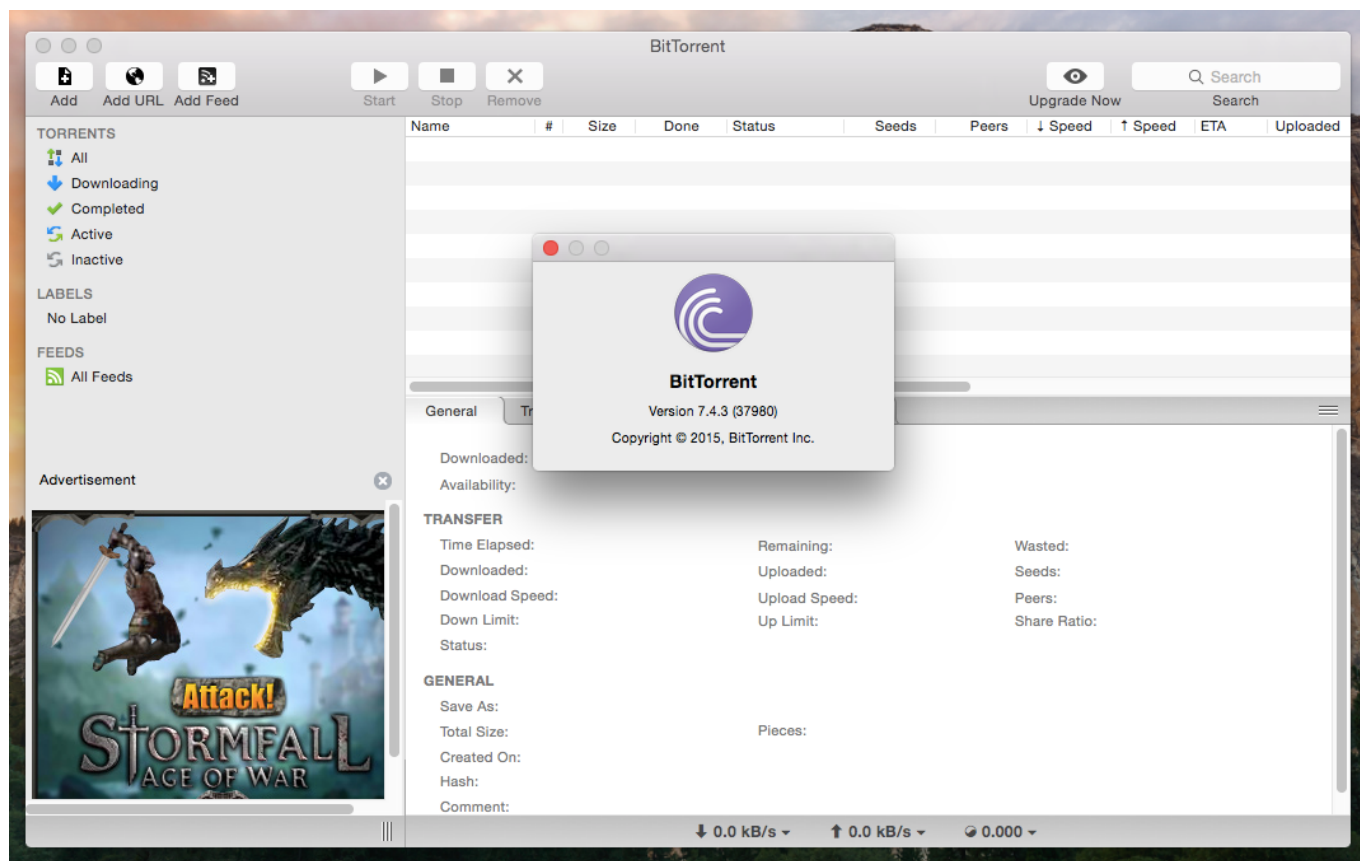 BitTorrent
Add Add URL Add Feed Start Stop Remove Upgrade Now Search
Search
TORRENTS
All
Downloading
Completed
Active
Inactive
LABELS
No Label
FEEDS
All Feeds
Advertisement
Attack!
STORMFALL
AGE OF WAR
Name # Size Done Status Seeds Peers ↓ Speed ↑ Speed ETA Uploaded
BitTorrent
Version 7.4.3 (37980)
Copyright © 2015, BitTorrent Inc.
General Tr
Downloaded:
Availability:
TRANSFER
Time Elapsed: Remaining: Wasted:
Downloaded: Uploaded: Seeds:
Download Speed: Upload Speed: Peers:
Down Limit: Up Limit: Share Ratio:
Status:
GENERAL
Save As:
Total Size: Pieces:
Created On:
Hash:
Comment:
0.0 kB/s 0.0 kB/s 0.000